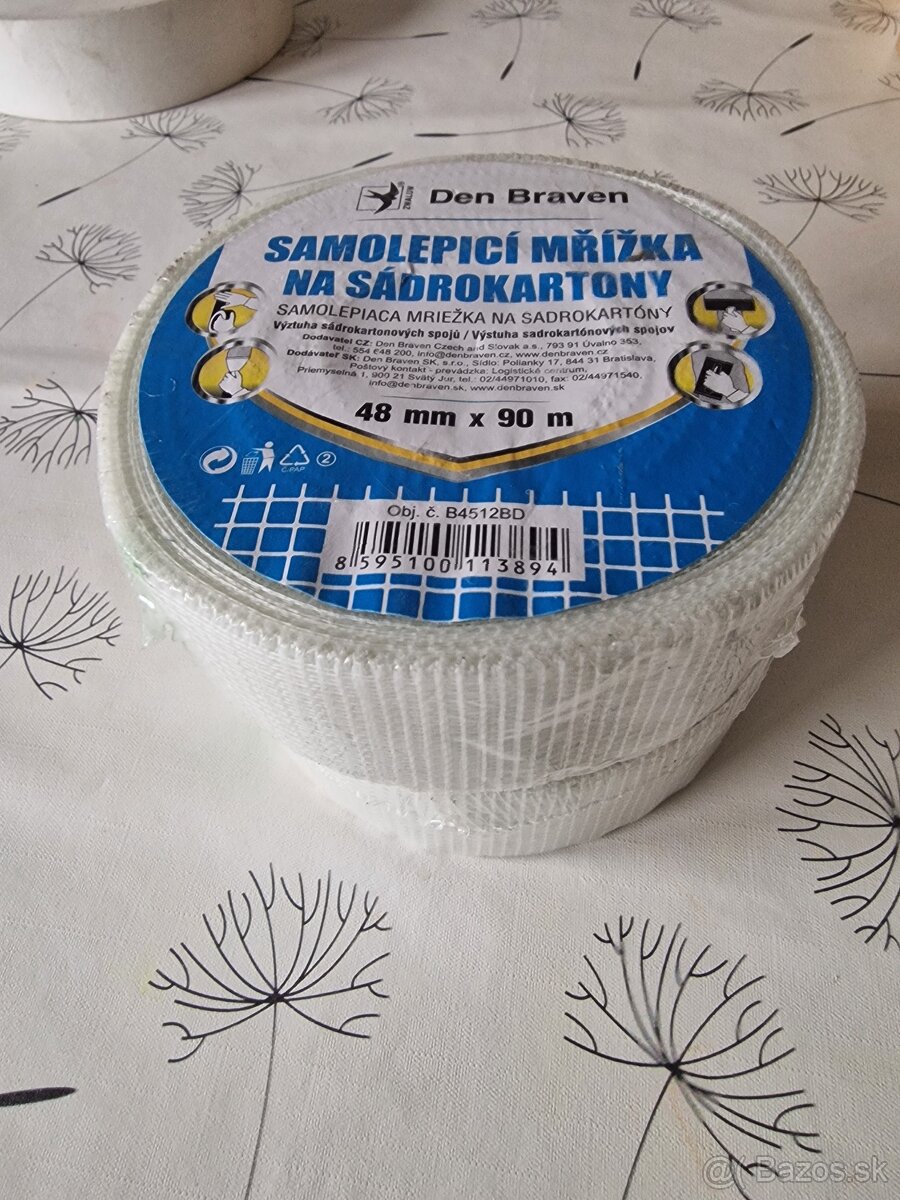 ZWALUW
Den Braven
SAMOLEPICÍ MŘÍŽKA
NA SÁDROKARTONY
SAMOLEPIACA MRIEŽKA NA SADROKARTÓNY
Výztuha sádrokartonových spojů / Výstuha sadrokartónových spojov
Dodavatel CZ: Den Braven Czech and Slovak a.s., 793 91 Úvalno 353,
tel.: 554 648 200, info@denbraven.cz, www.denbraven.cz
Dodávateľ SK: Den Braven SK, s.r.o., Sídlo: Polianky 17, 844 31 Bratislava,
Poštový kontakt - prevádzka: Logistické centrum,
Priemyselná 1, 900 21 Svätý Jur, tel.: 02/44971010, fax: 02/44971540,
info@denbraven.sk, www.denbraven.sk
48 mm x 90 m
C-PAP
2
Obj. č. B4512BD
8 595100 113894
@( Bazos.sk